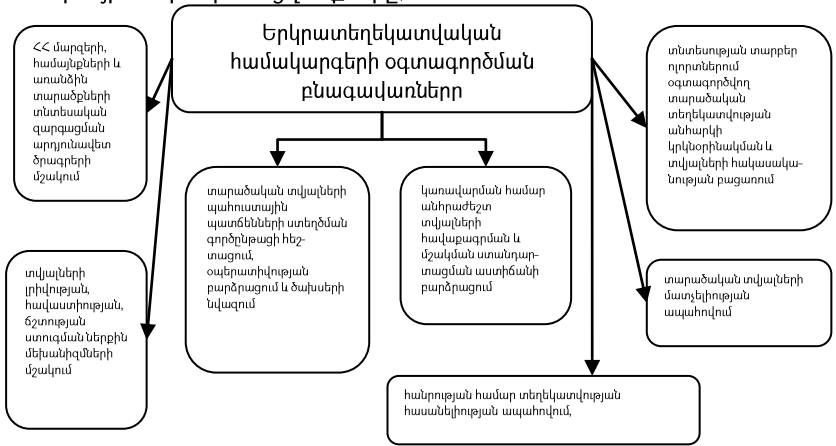 Երկրատեղեկատվական
համակարգերի օգտագործման
բնագավառներր
ՀՀ մարզերի,
համայնքների և
առանձին
տարածքների
տնտեսական
զարգացման
արդյունավետ
ծրագրերի
մշակում
տնտեսության տարբեր
ոլորտներում
օգտագործվող
տարածական
տեղեկատվության
անհարկի
կրկնօրինակման և
տվյալների հակասակա-
նության բացառում
տարածական տվյալների
պահուստային
պատճենների ստեղծման
գործընթացի հեշ-
տացում,
օպերատիվության
բարձրացում և ծախսերի
նվազում
կառավարման համար
անհրաժեշտ
տվյալների
հավաքագրման և
մշակման ստանդար-
տացման աստիճանի
բարձրացում
տվյալների
լրիվության,
հավաստիության,
ճշտության
ստուգման ներքին
մեխանիզմների
մշակում
տարածական տվյալների
մատչելիության
ապահովում
հանրության համար տեղեկատվության
հասանելիության ապահովում,